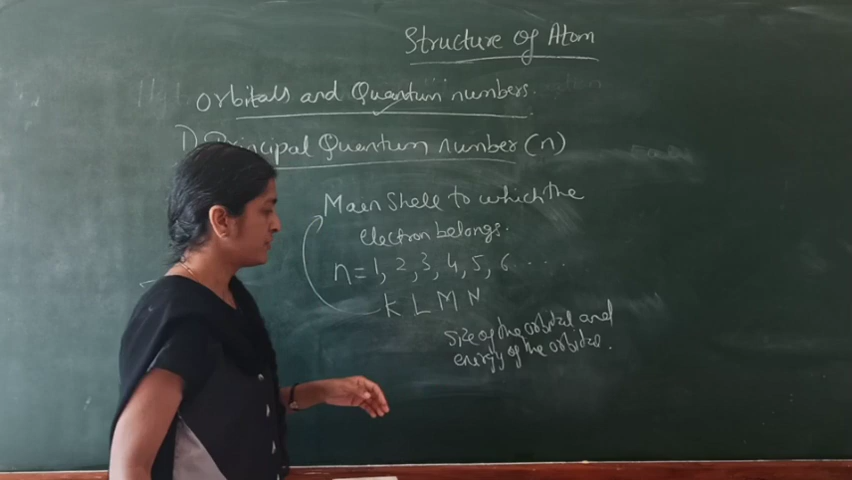 Structure of Atom
Orbitals and Quantum numbers.
1) Principal Quantum number (n)
Main Shell to which the
electron belongs.
n = 1, 2, 3, 4, 5, 6 . . . .
K L M N
Size of the orbital and
energy of the orbital.